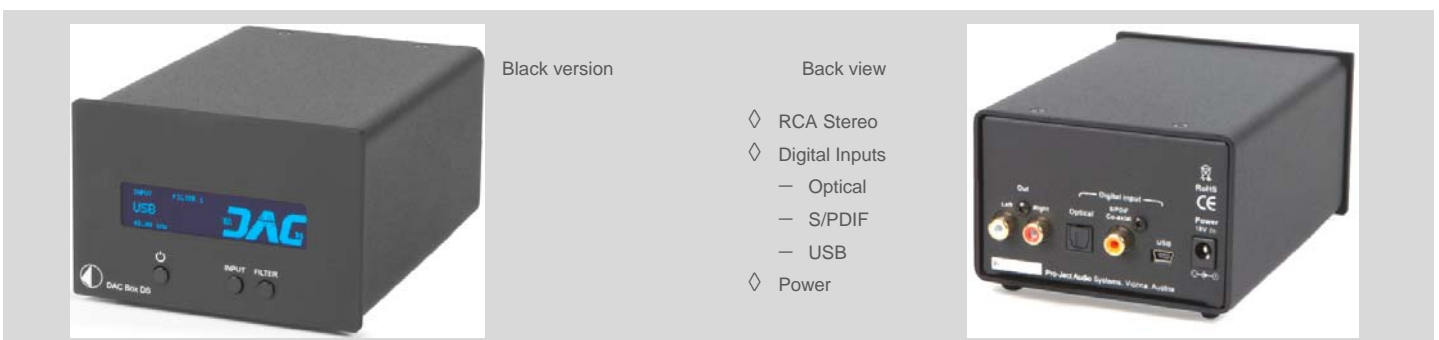 Black version
Back view
◊ RCA Stereo
◊ Digital Inputs
– Optical
– S/PDIF
– USB
◊ Power
INPUT FILTER 1
USB
DAC
INPUT FILTER
DAC Box DS
Out
Left Right
Digital Input
Optical
S/PDIF
Co-axial
USB
RoHS
CE
Power
18V
Pro-Ject Audio Systems, Vienna, Austria